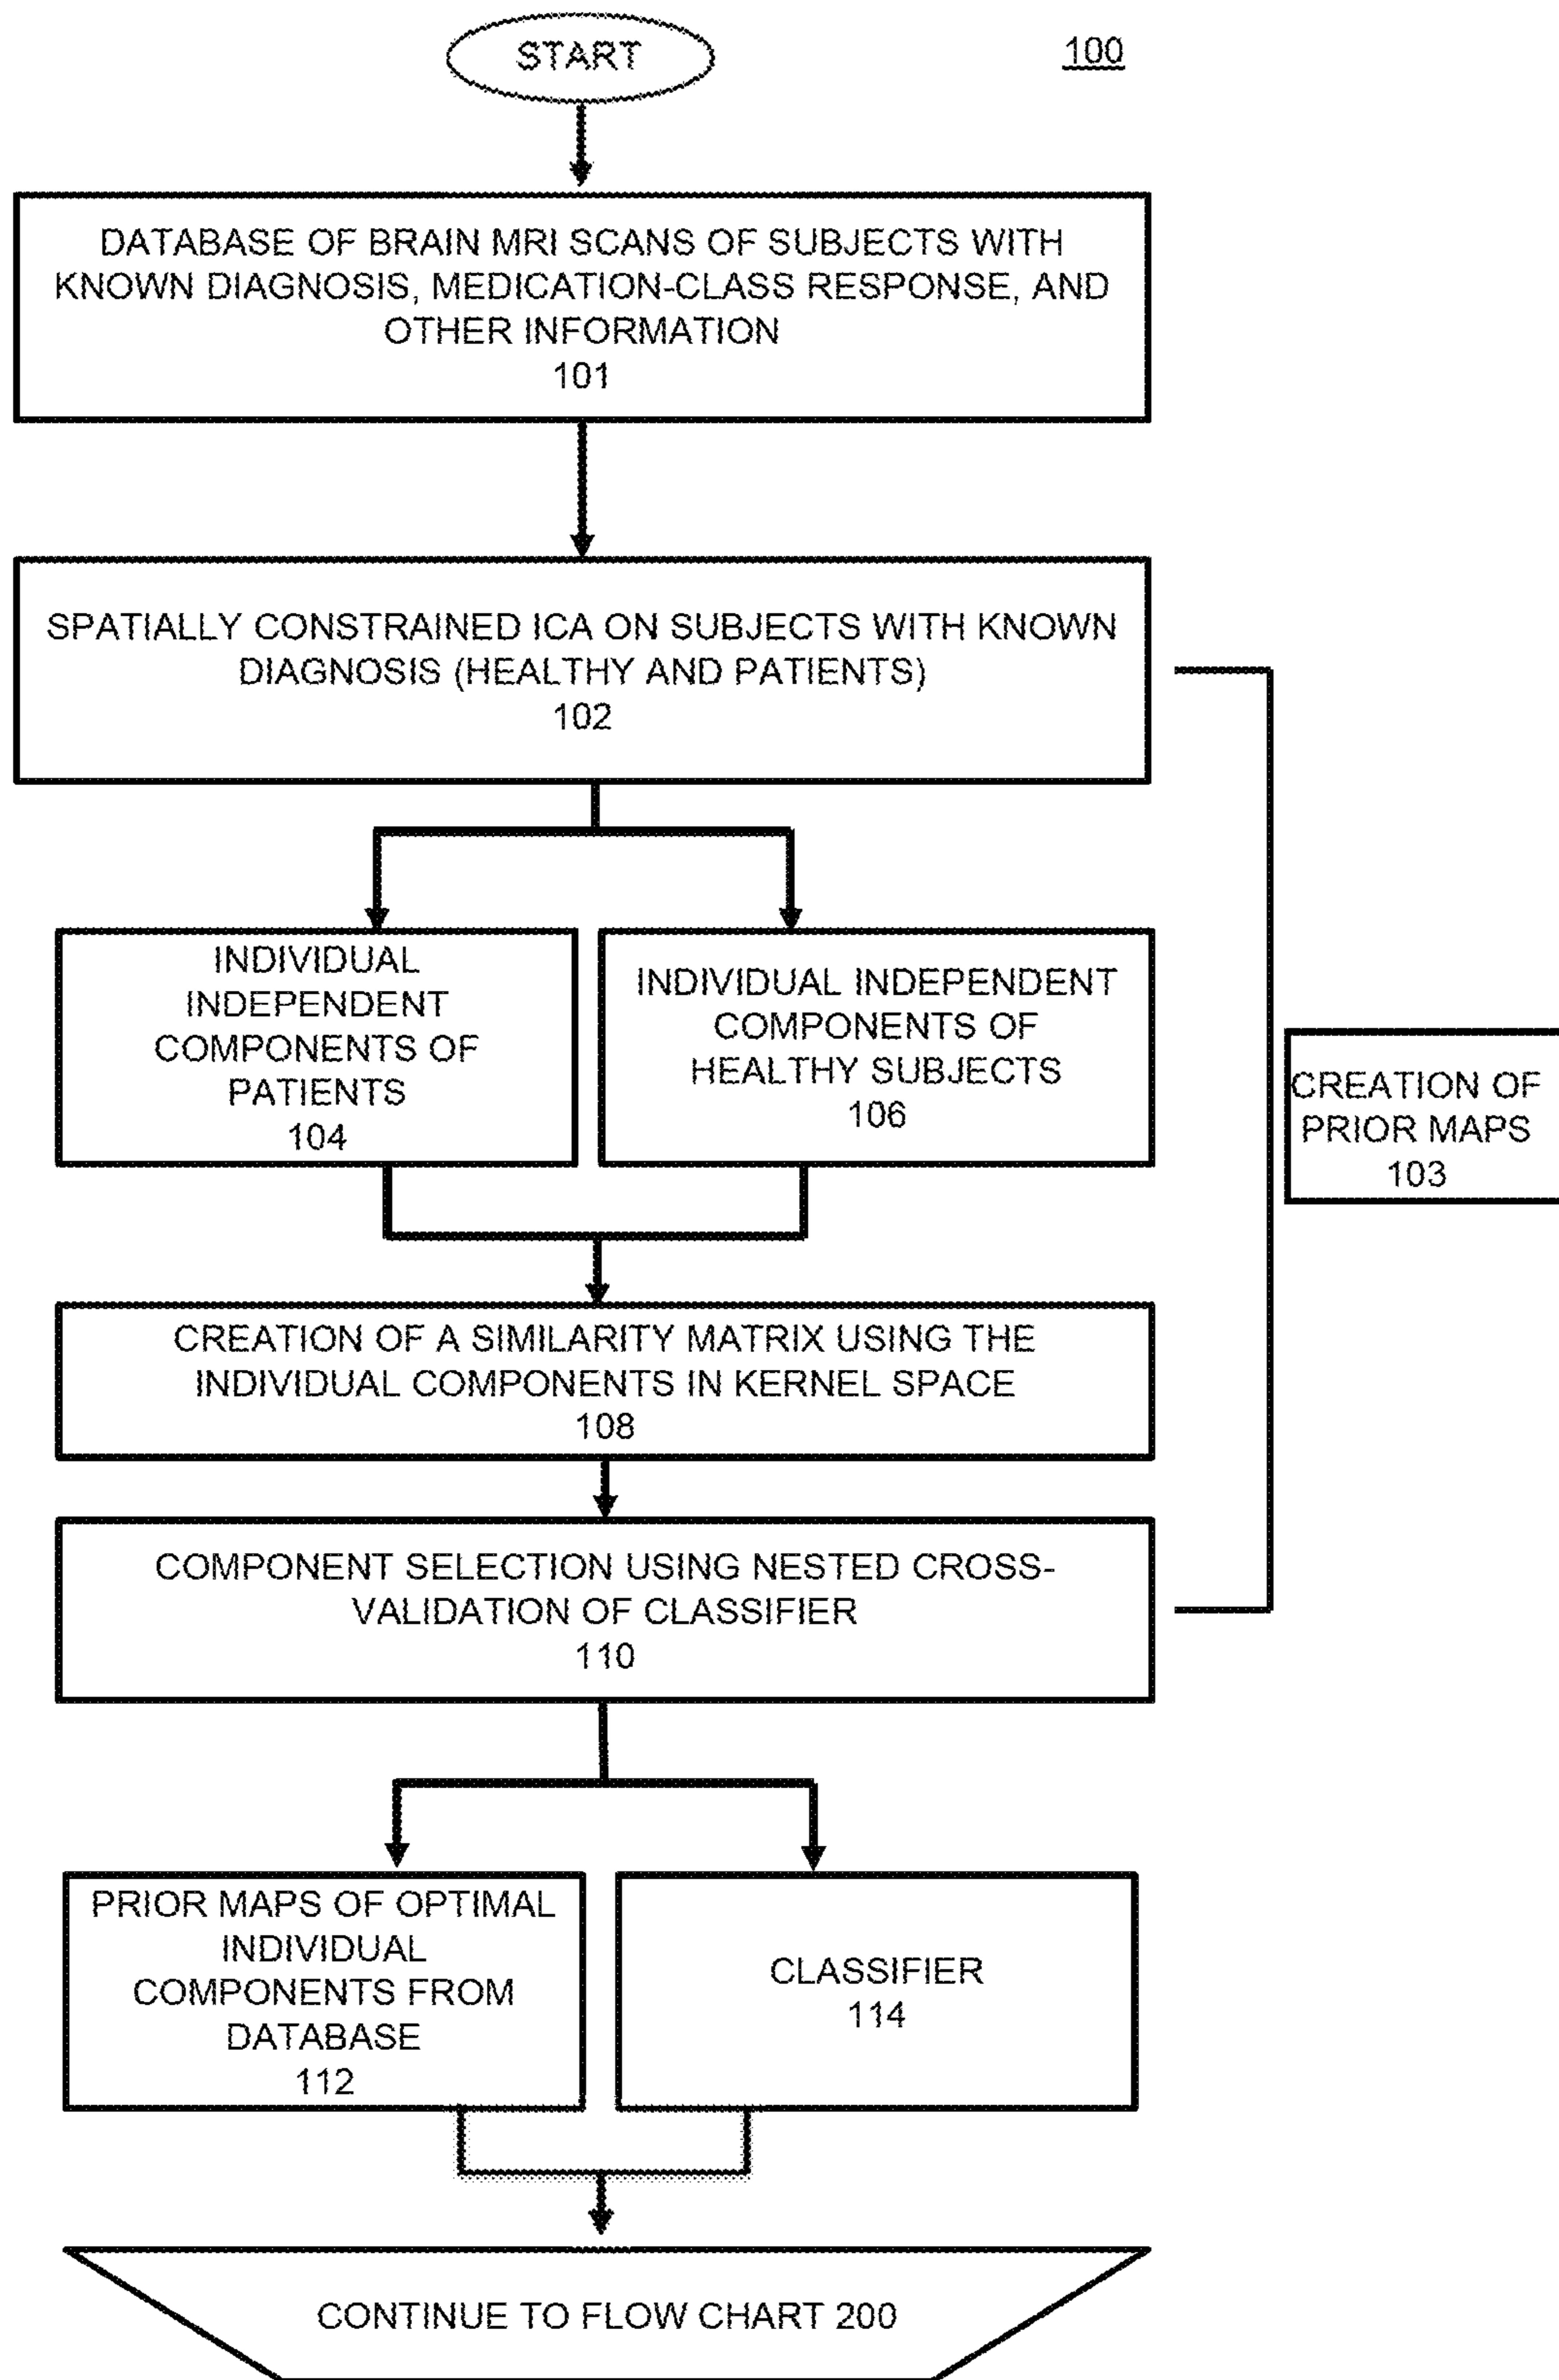 START
100
DATABASE OF BRAIN MRI SCANS OF SUBJECTS WITH
KNOWN DIAGNOSIS, MEDICATION-CLASS RESPONSE, AND
OTHER INFORMATION
101
SPATIALLY CONSTRAINED ICA ON SUBJECTS WITH KNOWN
DIAGNOSIS (HEALTHY AND PATIENTS)
102
INDIVIDUAL
INDEPENDENT
COMPONENTS OF
PATIENTS
104
INDIVIDUAL INDEPENDENT
COMPONENTS OF
HEALTHY SUBJECTS
106
CREATION OF
PRIOR MAPS
103
CREATION OF A SIMILARITY MATRIX USING THE
INDIVIDUAL COMPONENTS IN KERNEL SPACE
108
COMPONENT SELECTION USING NESTED CROSS-
VALIDATION OF CLASSIFIER
110
PRIOR MAPS OF OPTIMAL
INDIVIDUAL
COMPONENTS FROM
DATABASE
112
CLASSIFIER
114
CONTINUE TO FLOW CHART 200